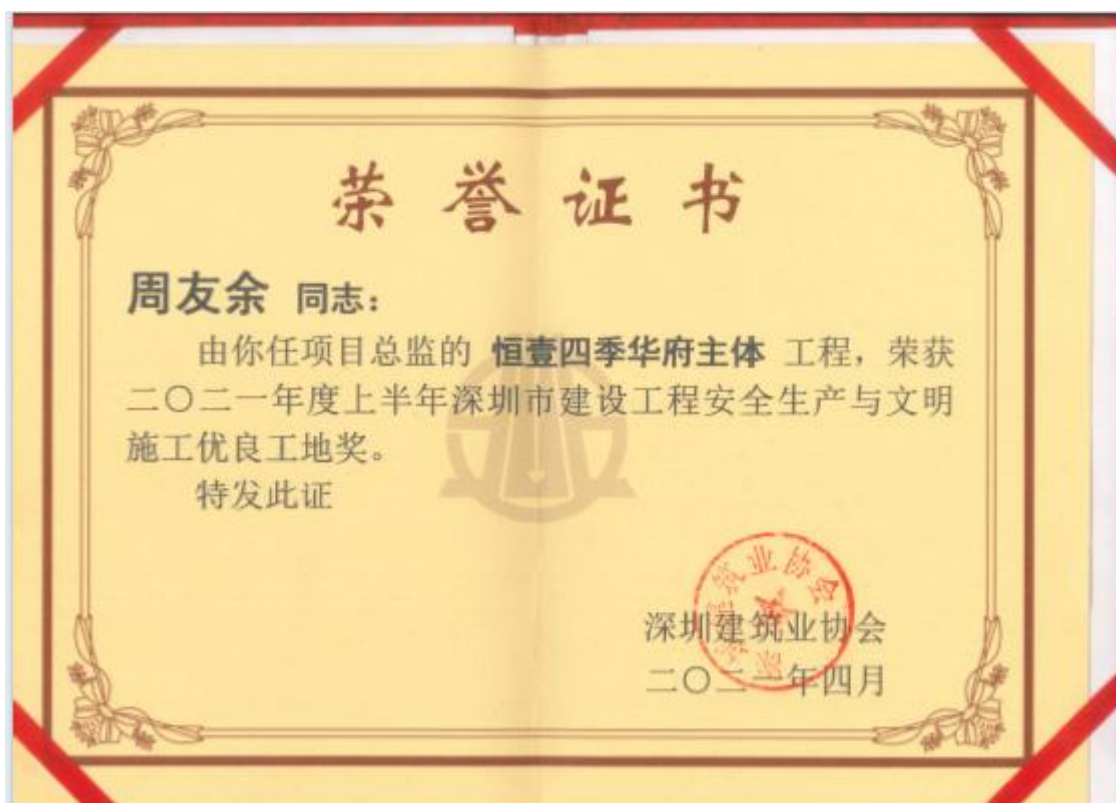 荣誉证书
周友余 同志：
由你任项目总监的 恒壹四季华府主体 工程，荣获
二〇二一年度上半年深圳市建设工程安全生产与文明
施工优良工地奖。
特发此证
深圳建筑业协会
二〇二一年四月